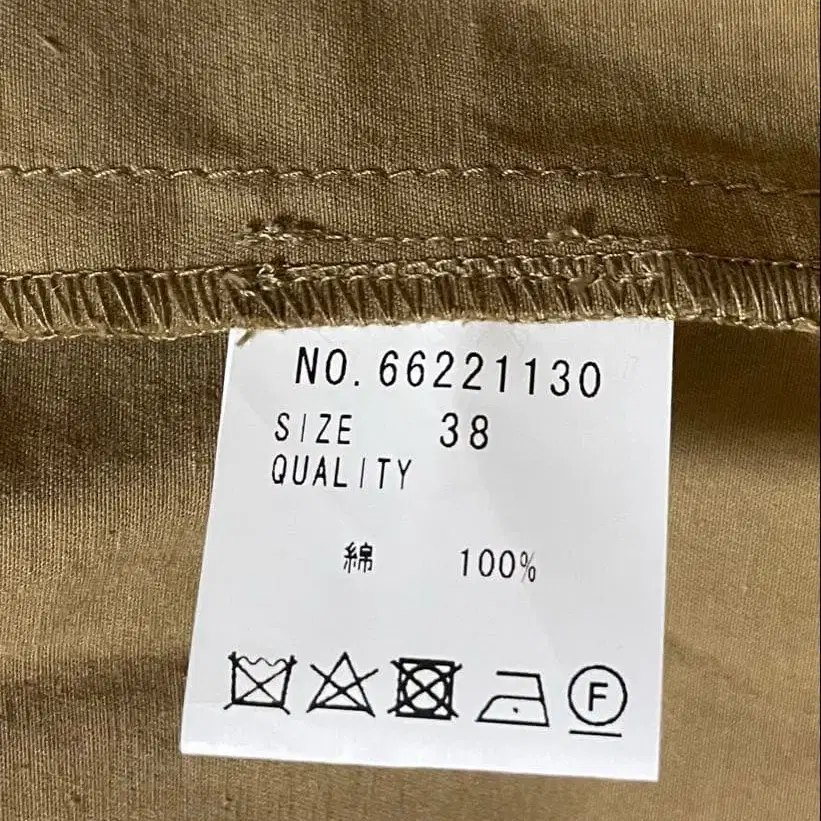 NO. 66221130
SIZE 38
QUALITY
綿 100%
F